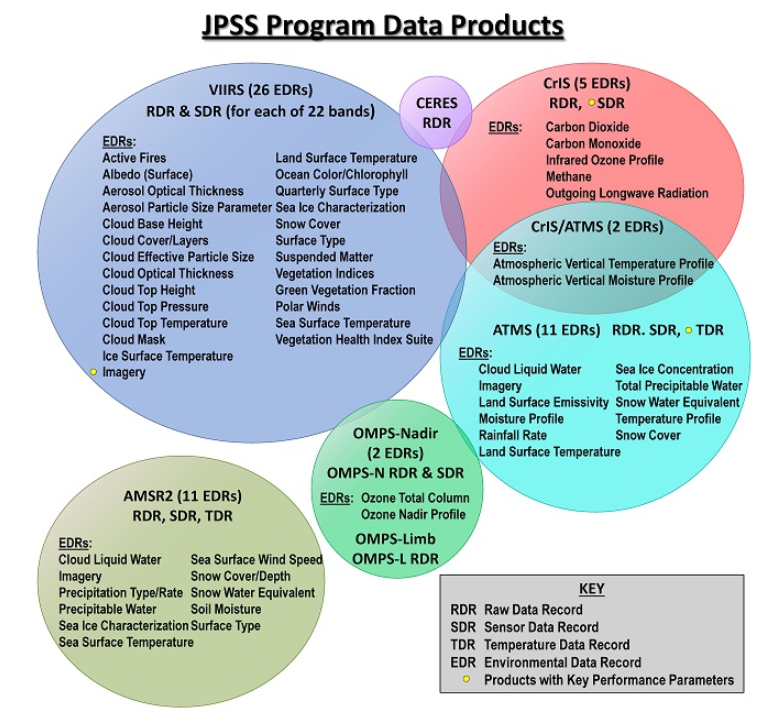 JPSS Program Data Products
VIIRS (26 EDRs)
RDR & SDR (for each of 22 bands)
EDRs:
Active Fires
Albedo (Surface)
Aerosol Optical Thickness
Aerosol Particle Size Parameter
Cloud Base Height
Cloud Cover/Layers
Cloud Effective Particle Size
Cloud Optical Thickness
Cloud Top Height
Cloud Top Pressure
Cloud Top Temperature
Cloud Mask
Ice Surface Temperature
Imagery
Land Surface Temperature
Ocean Color/Chlorophyll
Quarterly Surface Type
Sea Ice Characterization
Snow Cover
Surface Type
Suspended Matter
Vegetation Indices
Green Vegetation Fraction
Polar Winds
Sea Surface Temperature
Vegetation Health Index Suite
CERES
RDR
CrIS (5 EDRs)
RDR, SDR
EDRs:
Carbon Dioxide
Carbon Monoxide
Infrared Ozone Profile
Methane
Outgoing Longwave Radiation
CrIS/ATMS (2 EDRs)
EDRs:
Atmospheric Vertical Temperature Profile
Atmospheric Vertical Moisture Profile
ATMS (11 EDRs) RDR. SDR, TDR
EDRs:
Cloud Liquid Water
Imagery
Land Surface Emissivity
Moisture Profile
Rainfall Rate
Land Surface Temperature
Sea Ice Concentration
Total Precipitable Water
Snow Water Equivalent
Temperature Profile
Snow Cover
OMPS-Nadir
(2 EDRs)
OMPS-N RDR & SDR
EDRs: Ozone Total Column
Ozone Nadir Profile
OMPS-Limb
OMPS-L RDR
AMSR2 (11 EDRs)
RDR, SDR, TDR
EDRs:
Cloud Liquid Water
Imagery
Precipitation Type/Rate
Precipitable Water
Sea Ice Characterization
Sea Surface Temperature
Sea Surface Wind Speed
Snow Cover/Depth
Snow Water Equivalent
Soil Moisture
Surface Type
KEY
RDR Raw Data Record
SDR Sensor Data Record
TDR Temperature Data Record
EDR Environmental Data Record
Products with Key Performance Parameters